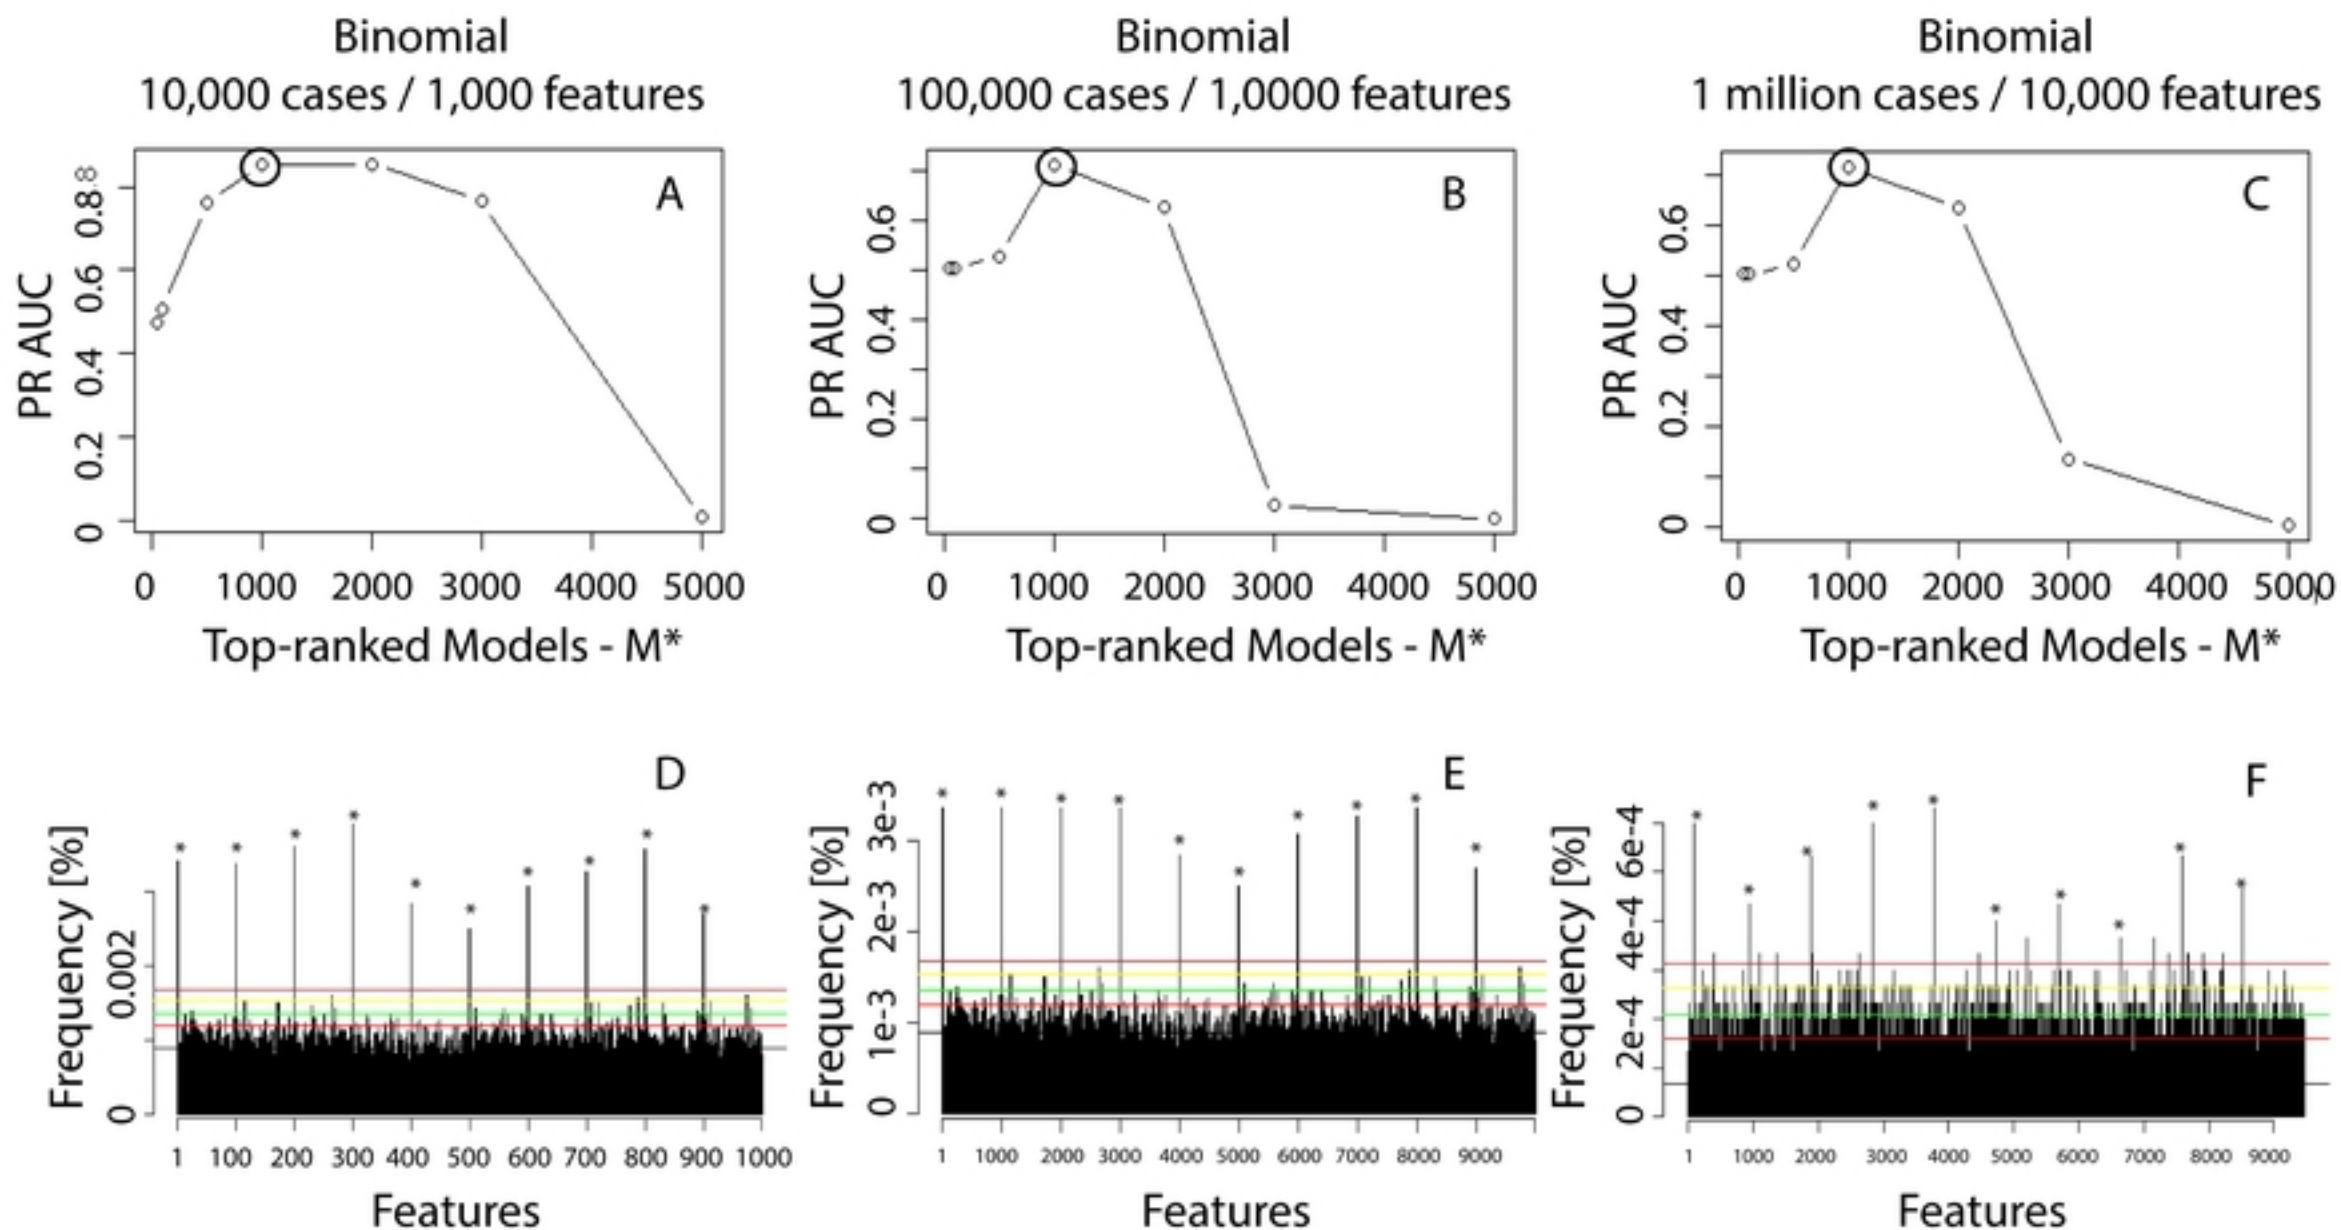 Binomial
10,000 cases / 1,000 features
Binomial
100,000 cases / 1,0000 features
Binomial
1 million cases / 10,000 features
A
PR AUC
0.8
0.6
0.4
0.2
0
0 1000 2000 3000 4000 5000
Top-ranked Models - M*
B
PR AUC
0.6
0.4
0.2
0
0 1000 2000 3000 4000 5000
Top-ranked Models - M*
C
PR AUC
0.6
0.4
0.2
0
0 1000 2000 3000 4000 5000
Top-ranked Models - M*
D
* * * * * * * * * *
Frequency [%]
0.002
0
1 100 200 300 400 500 600 700 800 900 1000
Features
E
* * * * * * * * * *
Frequency [%]
3e-3
2e-3
1e-3
0
1 1000 2000 3000 4000 5000 6000 7000 8000 9000
Features
F
* * * * * * * * * *
Frequency [%]
6e-4
4e-4
2e-4
0
1 1000 2000 3000 4000 5000 6000 7000 8000 9000
Features